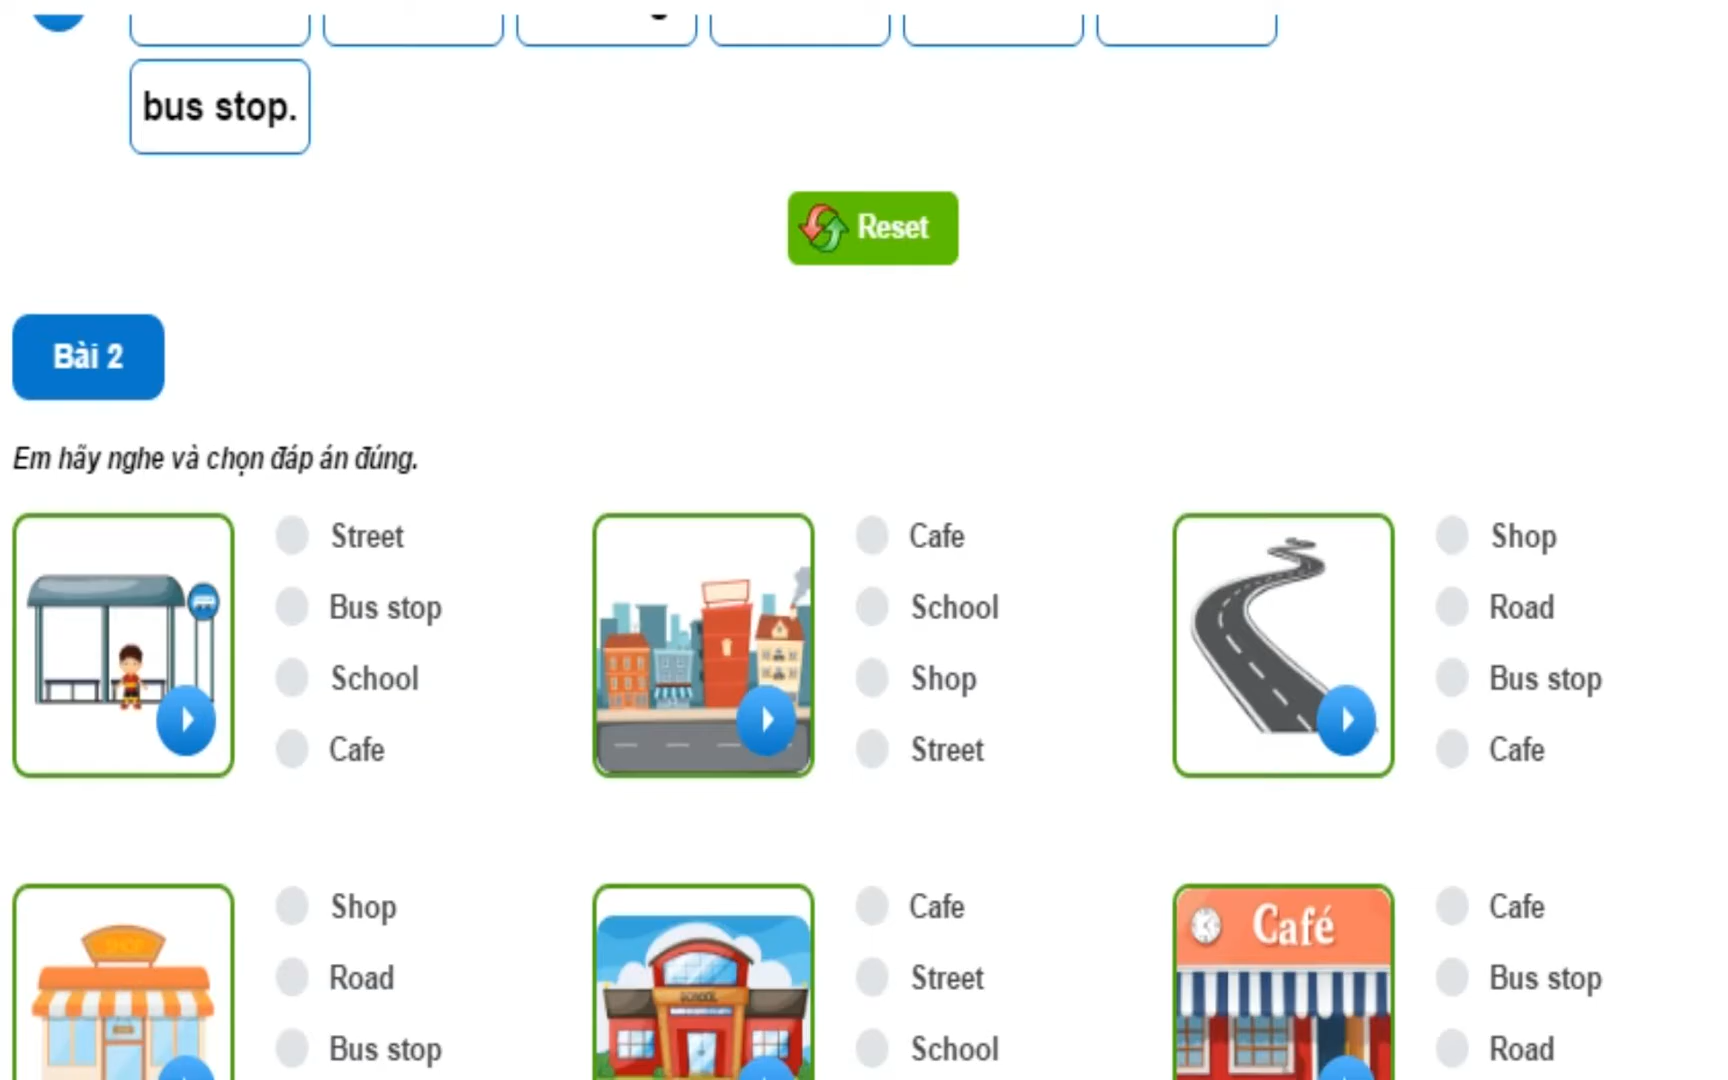 bus stop.
Reset
Bài 2
Em hãy nghe và chọn đáp án đúng.
Street
Bus stop
School
Cafe
Cafe
School
Shop
Street
Shop
Road
Bus stop
Cafe
SHOP
Shop
Road
Bus stop
SCHOOL
Cafe
Street
School
Café
Cafe
Bus stop
Road